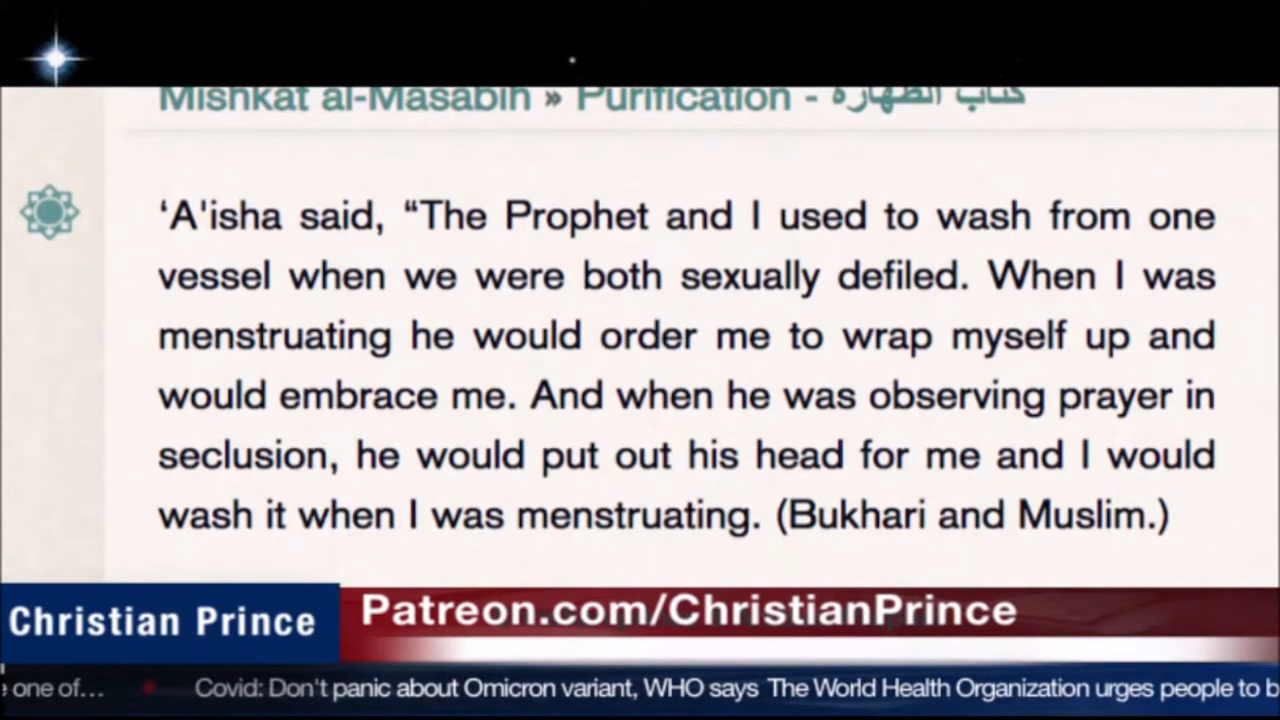 Mishkat al-Masabih » Purification - كتاب الطهارة
‘A'isha said, “The Prophet and I used to wash from one
vessel when we were both sexually defiled. When I was
menstruating he would order me to wrap myself up and
would embrace me. And when he was observing prayer in
seclusion, he would put out his head for me and I would
wash it when I was menstruating. (Bukhari and Muslim.)
Christian Prince
Patreon.com/ChristianPrince
one of… Covid: Don't panic about Omicron variant, WHO says The World Health Organization urges people to b